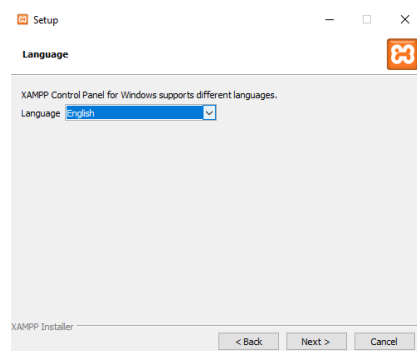 Setup
Language
XAMPP Control Panel for Windows supports different languages.
Language English
XAMPP Installer
< Back Next > Cancel